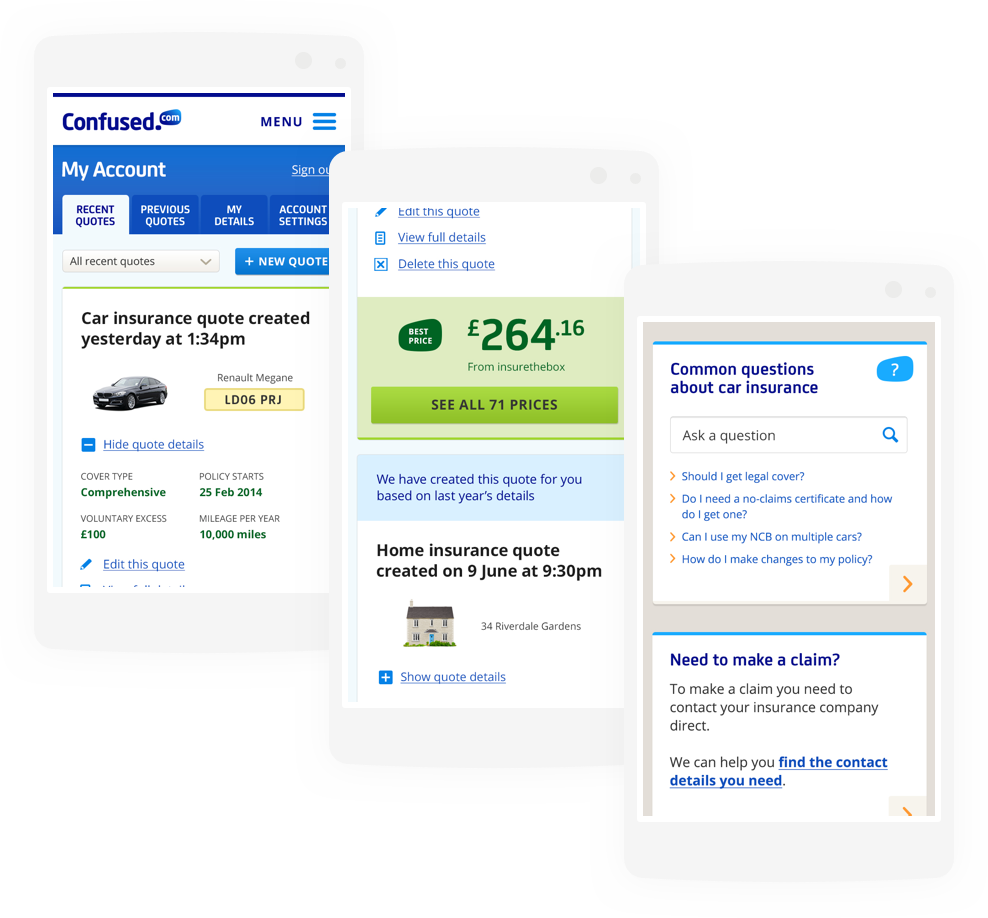 Confused.com
MENU
My Account
Sign ou
RECENT
QUOTES
PREVIOUS
QUOTES
MY
DETAILS
ACCOUNT
SETTINGS
All recent quotes
+ NEW QUOTE
Car insurance quote created
yesterday at 1:34pm
Renault Megane
LD06 PRJ
Hide quote details
COVER TYPE
Comprehensive
POLICY STARTS
25 Feb 2014
VOLUNTARY EXCESS
£100
MILEAGE PER YEAR
10,000 miles
Edit this quote
Edit this quote
View full details
Delete this quote
BEST
PRICE
£264.16
From insurethebox
SEE ALL 71 PRICES
We have created this quote for you
based on last year's details
Home insurance quote
created on 9 June at 9:30pm
34 Riverdale Gardens
Show quote details
Common questions
about car insurance
?
Ask a question
Should I get legal cover?
Do I need a no-claims certificate and how
do I get one?
Can I use my NCB on multiple cars?
How do I make changes to my policy?
Need to make a claim?
To make a claim you need to
contact your insurance company
direct.
We can help you find the contact
details you need.